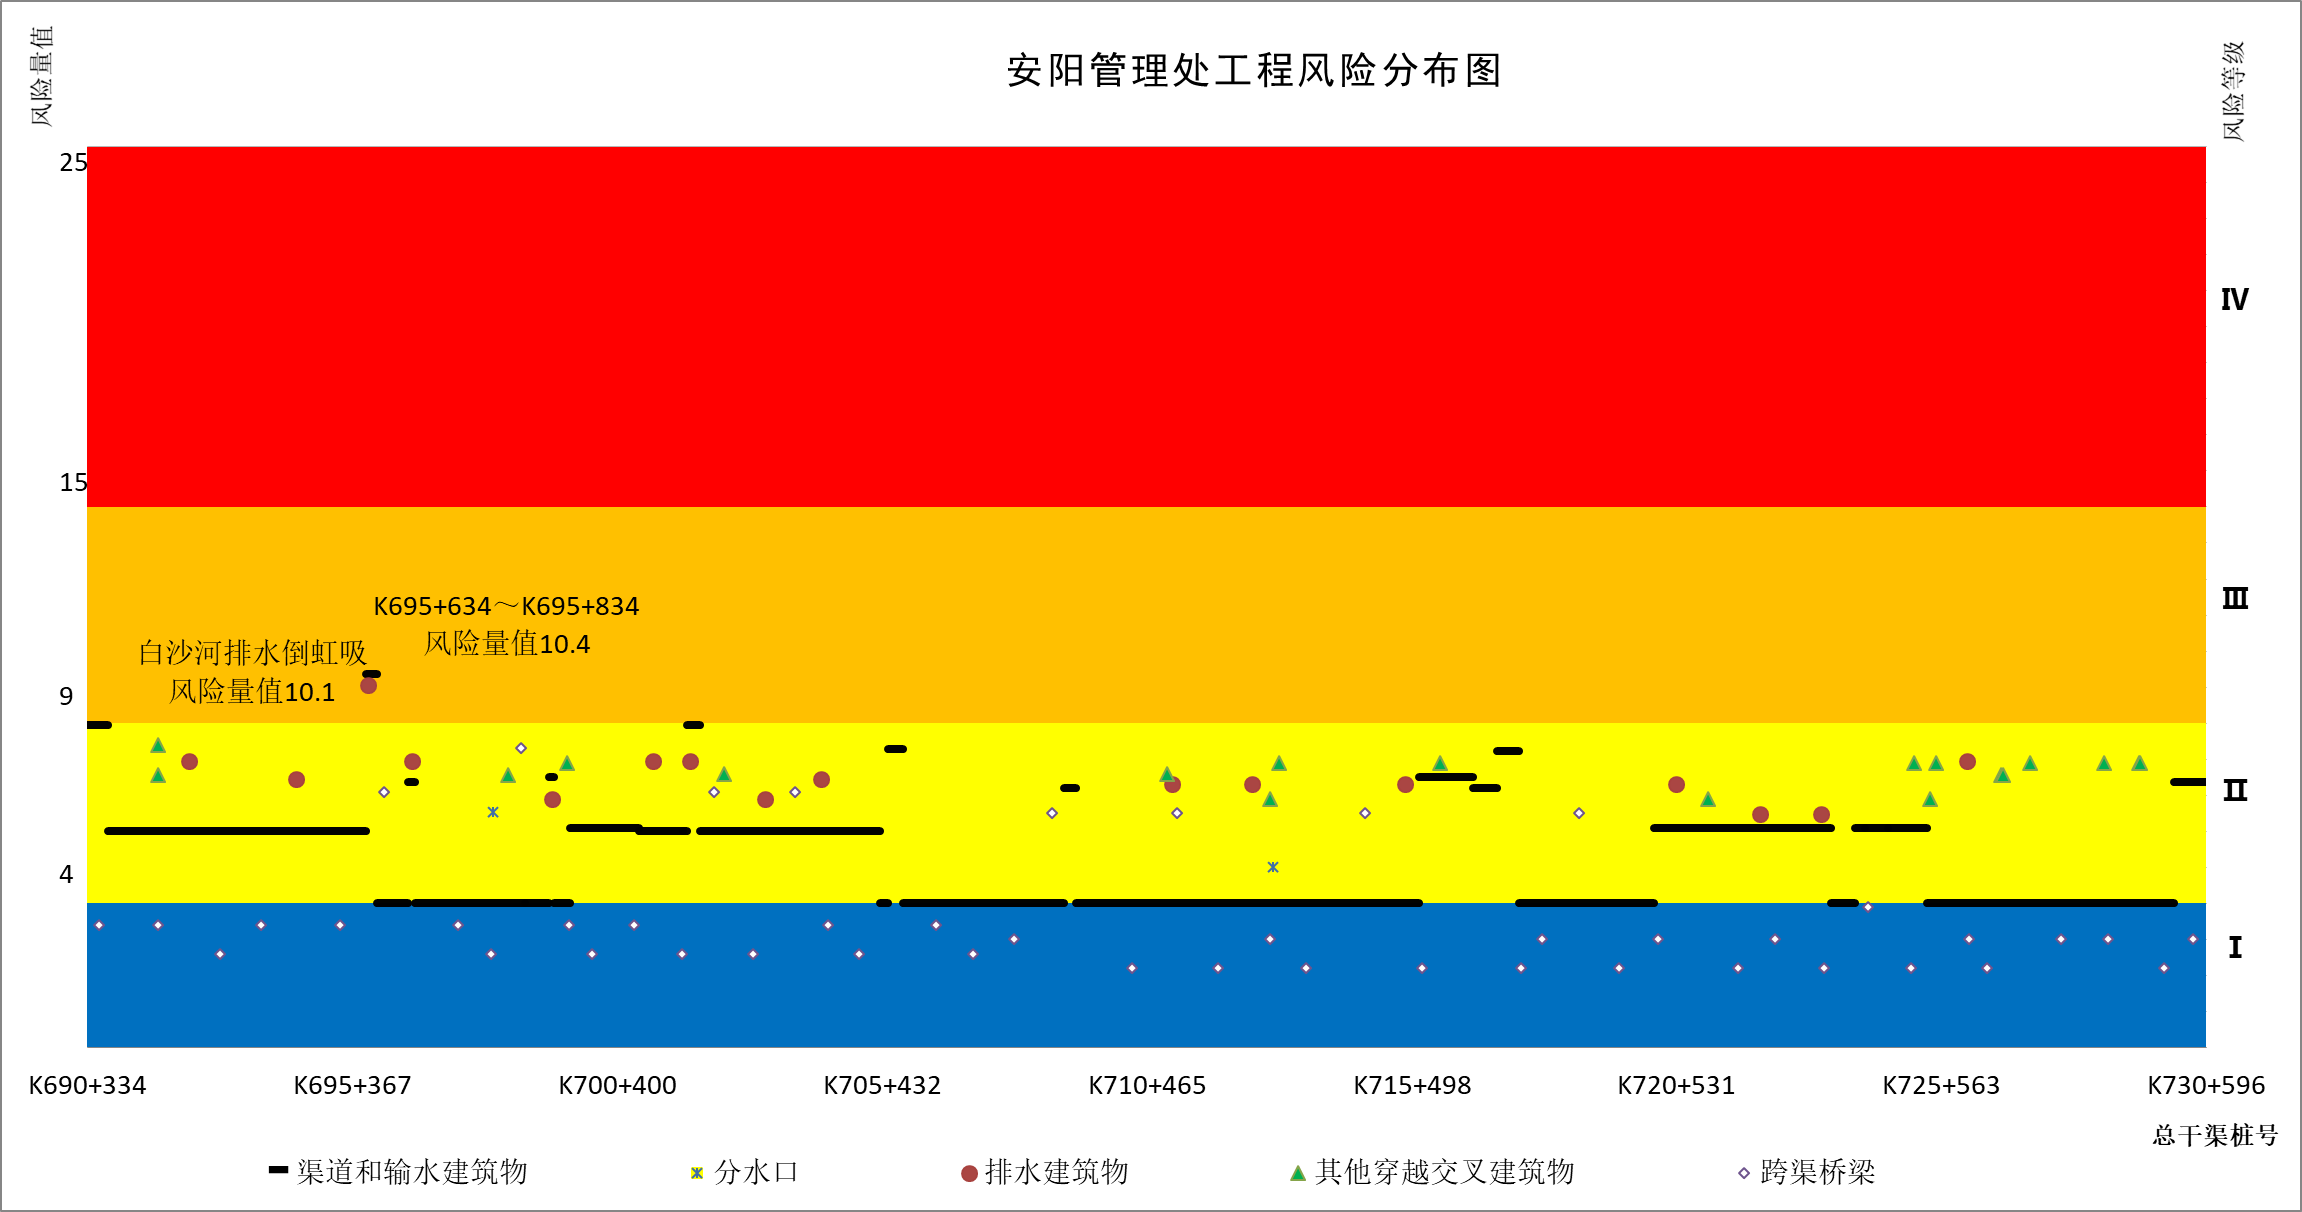 安阳管理处工程风险分布图
风险量值
风险等级
25
15
9
4
Ⅳ
Ⅲ
Ⅱ
Ⅰ
K695+634～K695+834
风险量值10.4
白沙河排水倒虹吸
风险量值10.1
K690+334 K695+367 K700+400 K705+432 K710+465 K715+498 K720+531 K725+563 K730+596
总干渠桩号
渠道和输水建筑物 分水口 排水建筑物 其他穿越交叉建筑物 跨渠桥梁